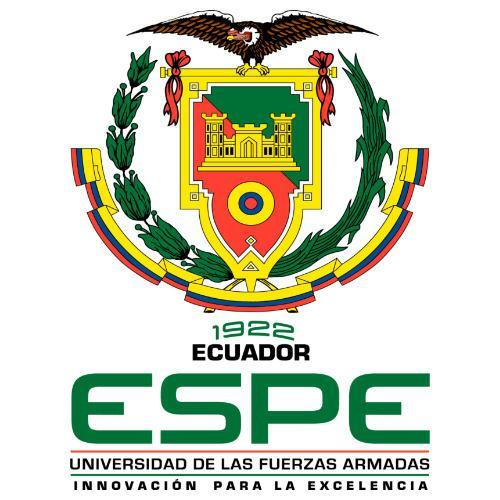 1922
ECUADOR
ESPE
UNIVERSIDAD DE LAS FUERZAS ARMADAS
INNOVACIÓN PARA LA EXCELENCIA